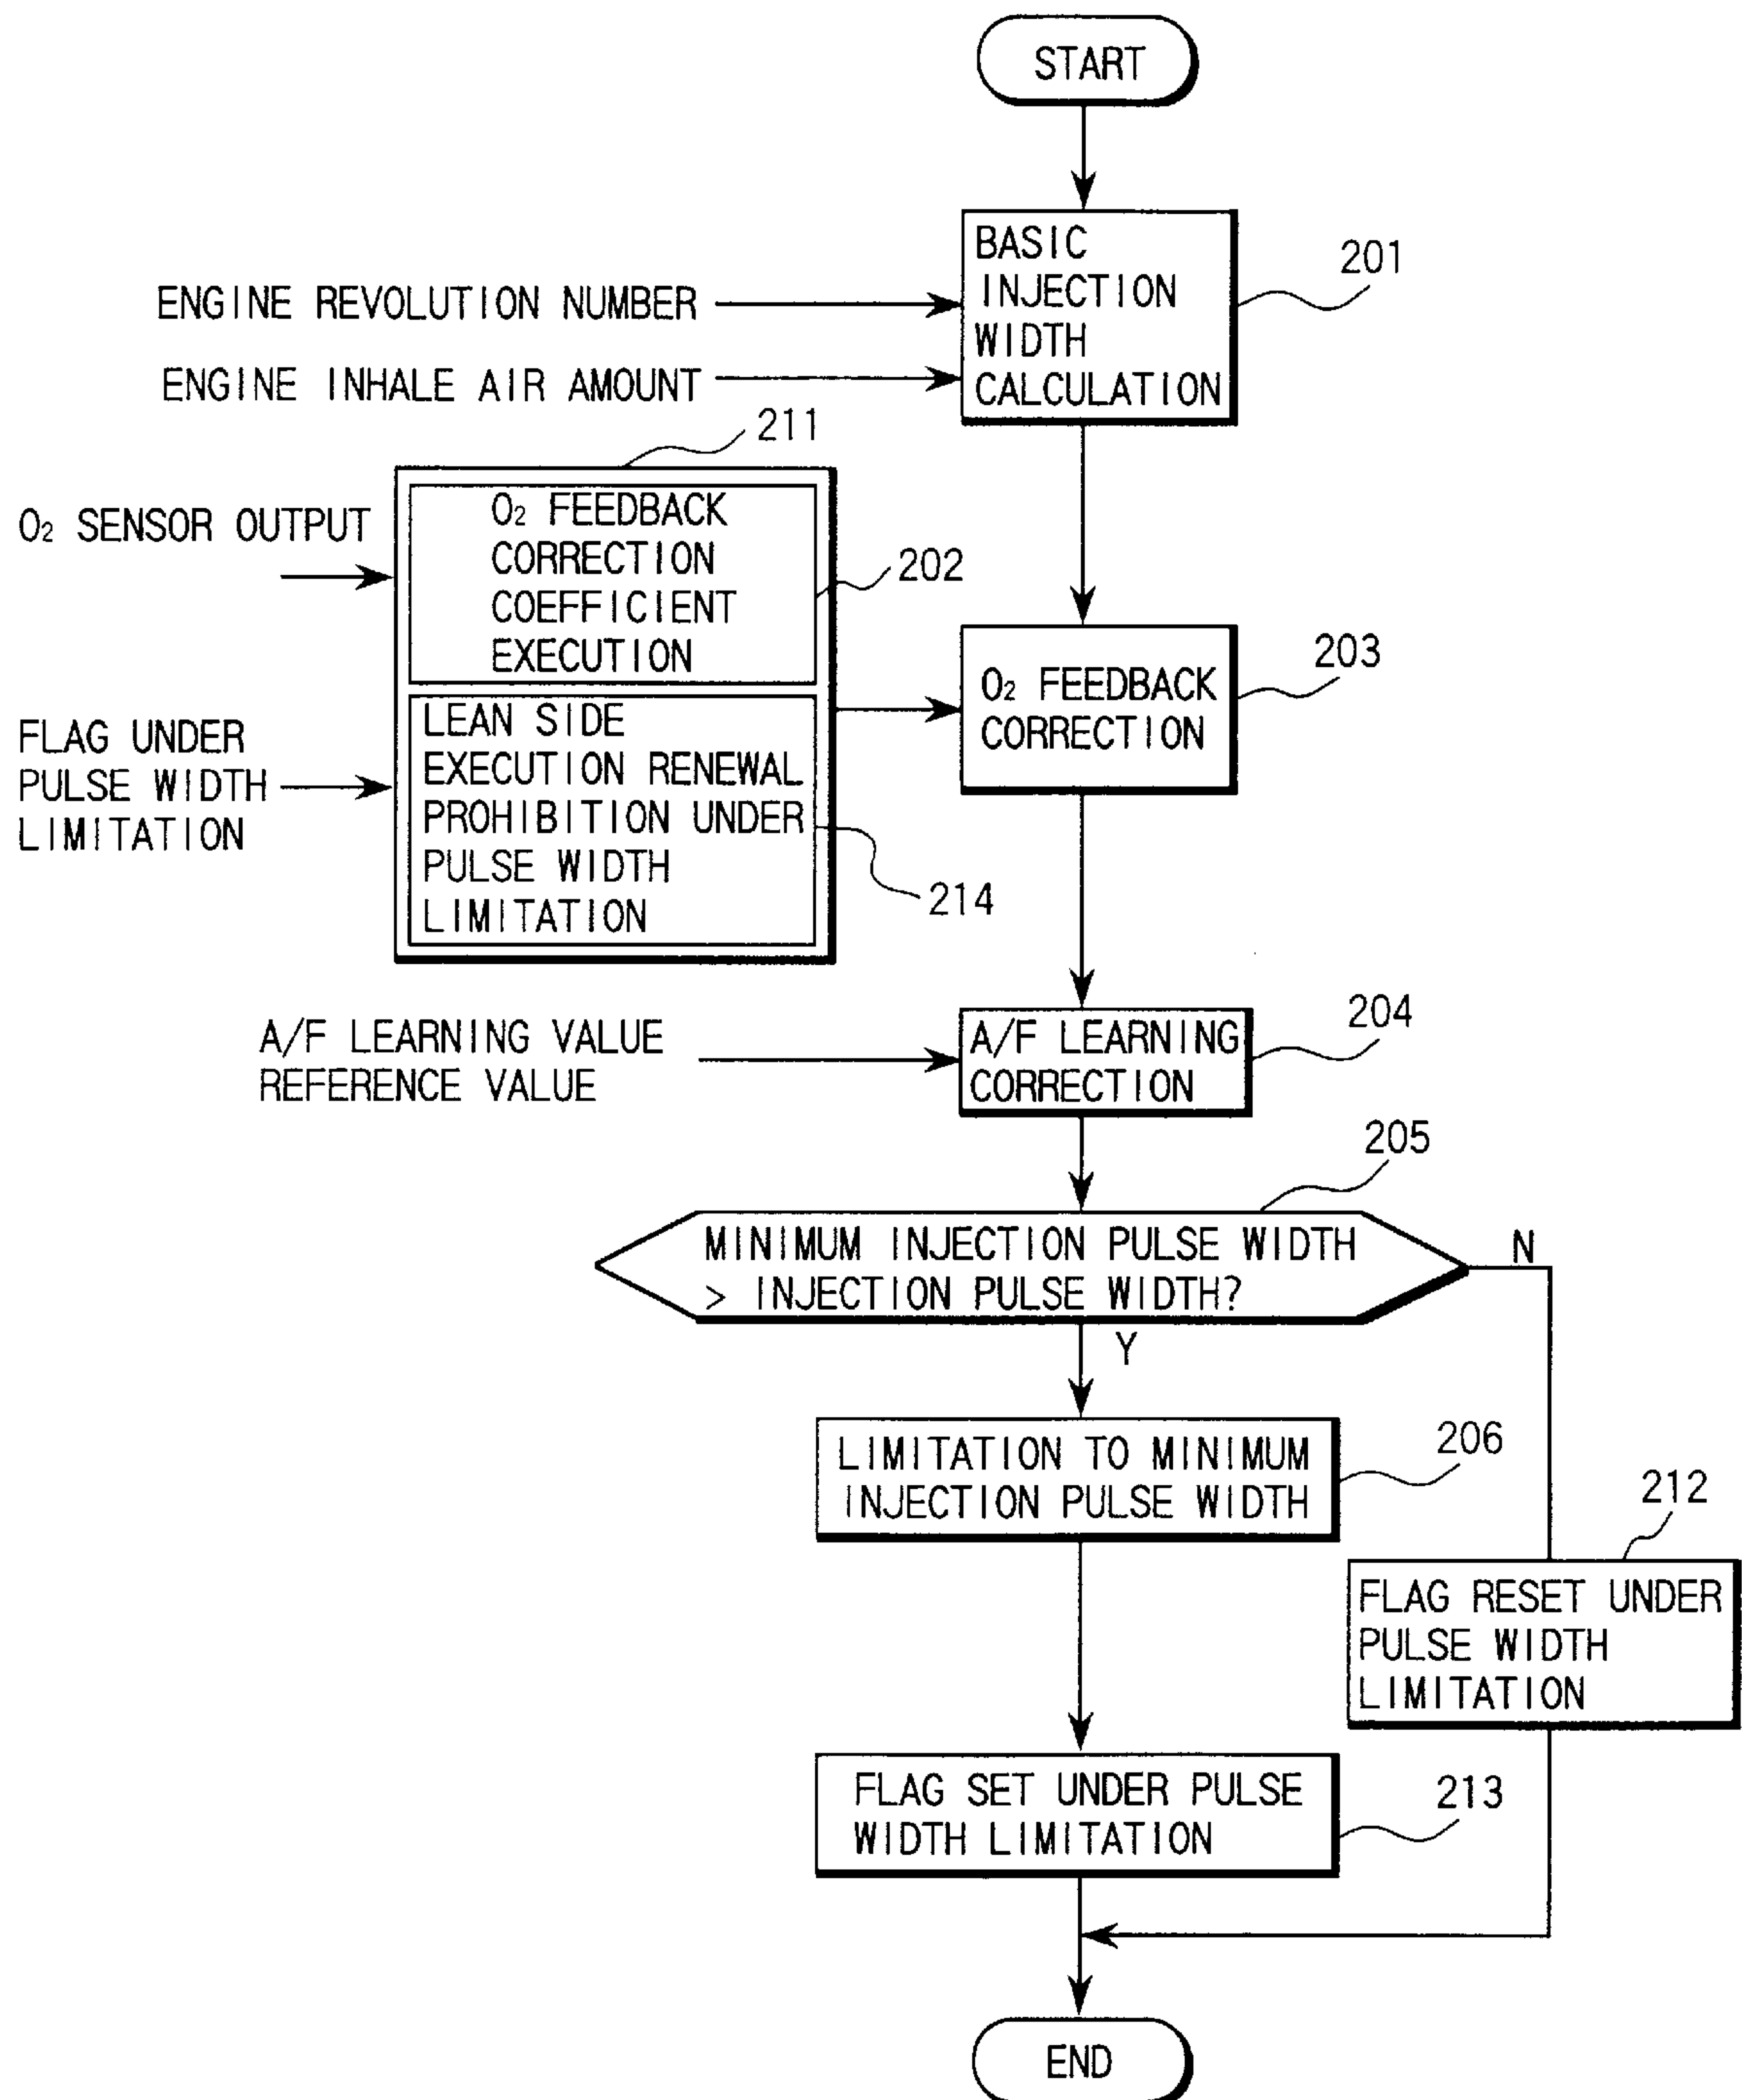 START
BASIC
INJECTION
WIDTH
CALCULATION
201
ENGINE REVOLUTION NUMBER
ENGINE INHALE AIR AMOUNT
211
O₂ SENSOR OUTPUT
O₂ FEEDBACK
CORRECTION
COEFFICIENT
EXECUTION
202
FLAG UNDER
PULSE WIDTH
LIMITATION
LEAN SIDE
EXECUTION RENEWAL
PROHIBITION UNDER
PULSE WIDTH
LIMITATION
214
O₂ FEEDBACK
CORRECTION
203
A/F LEARNING VALUE
REFERENCE VALUE
A/F LEARNING
CORRECTION
204
205
MINIMUM INJECTION PULSE WIDTH
> INJECTION PULSE WIDTH?
N
Y
LIMITATION TO MINIMUM
INJECTION PULSE WIDTH
206
212
FLAG RESET UNDER
PULSE WIDTH
LIMITATION
FLAG SET UNDER PULSE
WIDTH LIMITATION
213
END